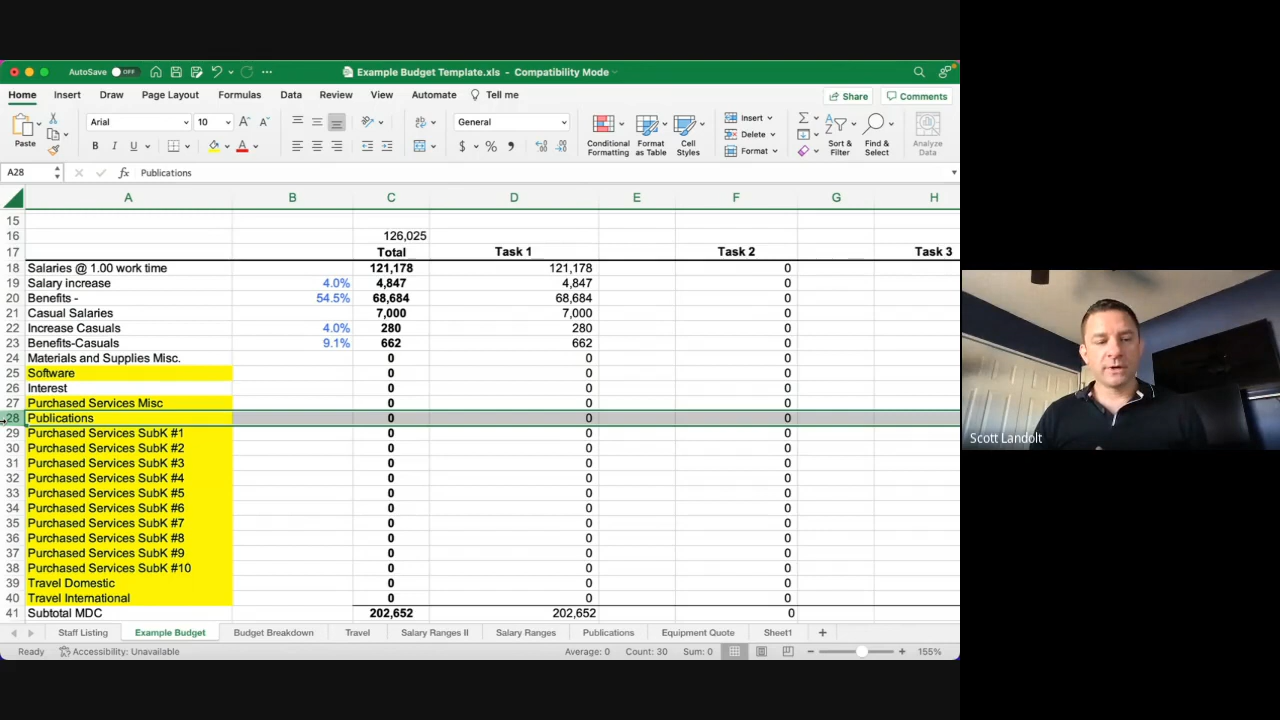 AutoSave OFF Example Budget Template.xls - Compatibility Mode
Home Insert Draw Page Layout Formulas Data Review View Automate Tell me Share Comments
Paste Arial 10 A A B I U A General $ % Conditional Formatting Format as Table Cell Styles Insert Delete Format Sort & Filter Find & Select Analyze Data
A28 fx Publications
A B C D E F G H
15
16 126,025
17 Total Task 1 Task 2 Task 3
18 Salaries @ 1.00 work time 121,178 121,178 0
19 Salary increase 4.0% 4,847 4,847 0
20 Benefits - 54.5% 68,684 68,684 0
21 Casual Salaries 7,000 7,000 0
22 Increase Casuals 4.0% 280 280 0
23 Benefits-Casuals 9.1% 662 662 0
24 Materials and Supplies Misc. 0 0 0
25 Software 0 0 0
26 Interest 0 0 0
27 Purchased Services Misc 0 0 0
28 Publications 0 0 0
29 Purchased Services SubK #1 0 0 0
30 Purchased Services SubK #2 0 0 0
31 Purchased Services SubK #3 0 0 0
32 Purchased Services SubK #4 0 0 0
33 Purchased Services SubK #5 0 0 0
34 Purchased Services SubK #6 0 0 0
35 Purchased Services SubK #7 0 0 0
36 Purchased Services SubK #8 0 0 0
37 Purchased Services SubK #9 0 0 0
38 Purchased Services SubK #10 0 0 0
39 Travel Domestic 0 0 0
40 Travel International 0 0 0
41 Subtotal MDC 202,652 202,652 0
Staff Listing Example Budget Budget Breakdown Travel Salary Ranges II Salary Ranges Publications Equipment Quote Sheet1 +
Ready Accessibility: Unavailable Average: 0 Count: 30 Sum: 0 155%
Scott Landolt